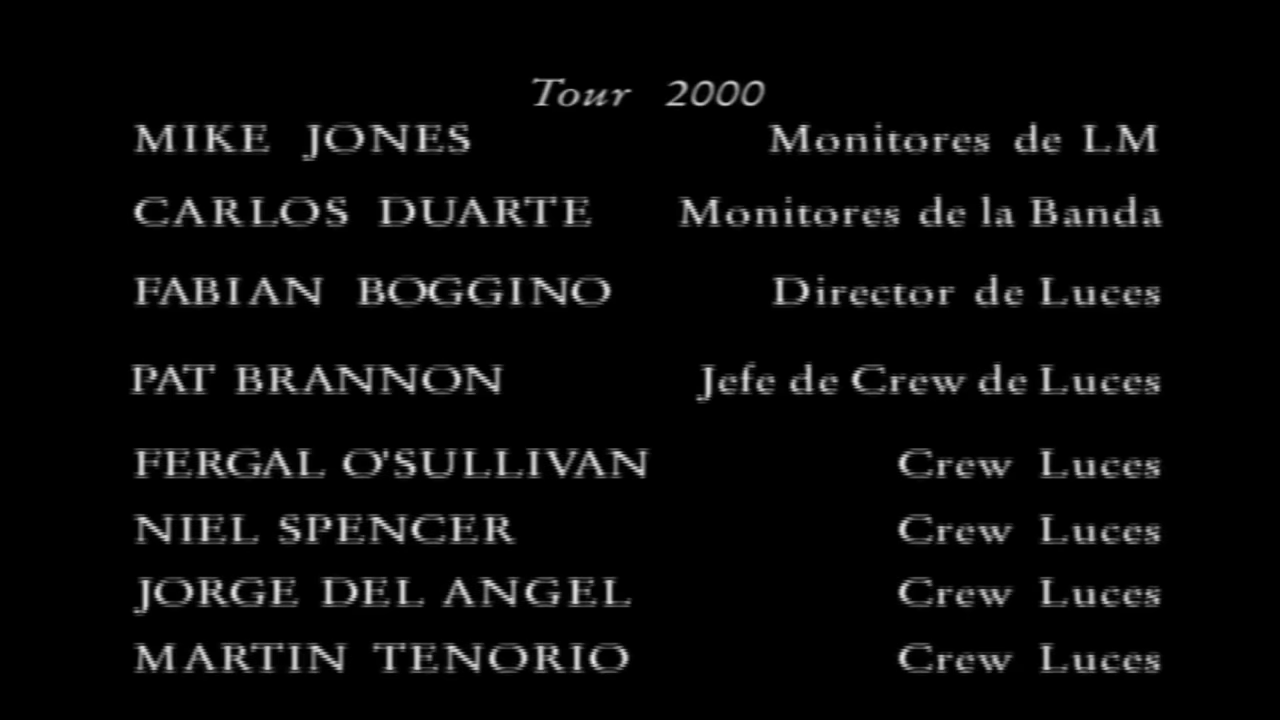 Tour 2000
MIKE JONES Monitores de LM
CARLOS DUARTE Monitores de la Banda
FABIAN BOGGINO Director de Luces
PAT BRANNON Jefe de Crew de Luces
FERGAL O'SULLIVAN Crew Luces
NIEL SPENCER Crew Luces
JORGE DEL ANGEL Crew Luces
MARTIN TENORIO Crew Luces